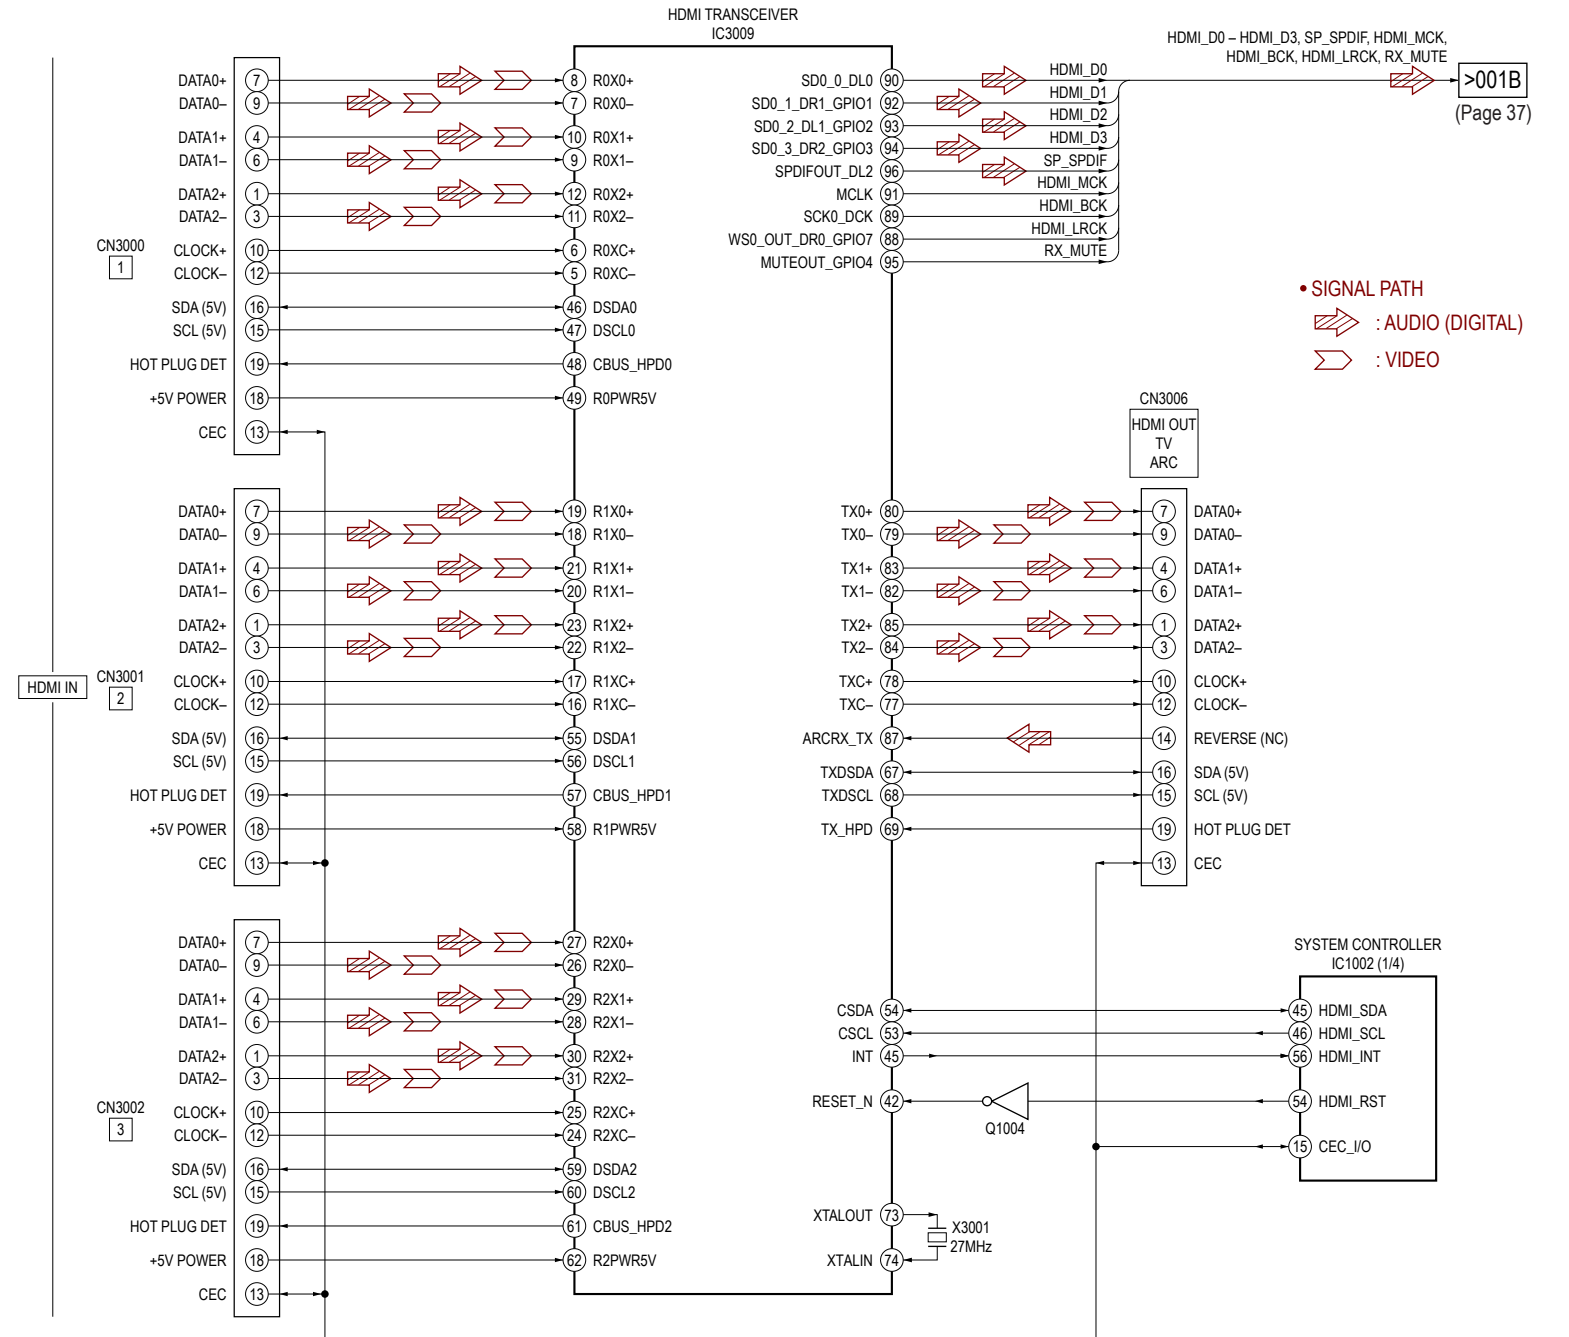 HDMI TRANSCEIVER
IC3009
HDMI_D0 – HDMI_D3, SP_SPDIF, HDMI_MCK,
HDMI_BCK, HDMI_LRCK, RX_MUTE
>001B
(Page 37)
DATA0+ 7 8 R0X0+
DATA0– 9 7 R0X0–
DATA1+ 4 10 R0X1+
DATA1– 6 9 R0X1–
DATA2+ 1 12 R0X2+
DATA2– 3 11 R0X2–
CN3000
1
CLOCK+ 10 6 R0XC+
CLOCK– 12 5 R0XC–
SDA (5V) 16 46 DSDA0
SCL (5V) 15 47 DSCL0
HOT PLUG DET 19 48 CBUS_HPD0
+5V POWER 18 49 R0PWR5V
CEC 13
SD0_0_DL0 90 HDMI_D0
SD0_1_DR1_GPIO1 92 HDMI_D1
SD0_2_DL1_GPIO2 93 HDMI_D2
SD0_3_DR2_GPIO3 94 HDMI_D3
SPDIFOUT_DL2 96 SP_SPDIF
MCLK 91 HDMI_MCK
SCK0_DCK 89 HDMI_BCK
WS0_OUT_DR0_GPIO7 88 HDMI_LRCK
MUTEOUT_GPIO4 95 RX_MUTE
• SIGNAL PATH
: AUDIO (DIGITAL)
: VIDEO
HDMI IN
DATA0+ 7 19 R1X0+
DATA0– 9 18 R1X0–
DATA1+ 4 21 R1X1+
DATA1– 6 20 R1X1–
DATA2+ 1 23 R1X2+
DATA2– 3 22 R1X2–
CN3001
2
CLOCK+ 10 17 R1XC+
CLOCK– 12 16 R1XC–
SDA (5V) 16 55 DSDA1
SCL (5V) 15 56 DSCL1
HOT PLUG DET 19 57 CBUS_HPD1
+5V POWER 18 58 R1PWR5V
CEC 13
CN3006
HDMI OUT
TV
ARC
TX0+ 80 7 DATA0+
TX0– 79 9 DATA0–
TX1+ 83 4 DATA1+
TX1– 82 6 DATA1–
TX2+ 85 1 DATA2+
TX2– 84 3 DATA2–
TXC+ 78 10 CLOCK+
TXC– 77 12 CLOCK–
ARCRX_TX 87 14 REVERSE (NC)
TXDSDA 67 16 SDA (5V)
TXDSCL 68 15 SCL (5V)
TX_HPD 69 19 HOT PLUG DET
13 CEC
DATA0+ 7 27 R2X0+
DATA0– 9 26 R2X0–
DATA1+ 4 29 R2X1+
DATA1– 6 28 R2X1–
DATA2+ 1 30 R2X2+
DATA2– 3 31 R2X2–
CN3002
3
CLOCK+ 10 25 R2XC+
CLOCK– 12 24 R2XC–
SDA (5V) 16 59 DSDA2
SCL (5V) 15 60 DSCL2
HOT PLUG DET 19 61 CBUS_HPD2
+5V POWER 18 62 R2PWR5V
CEC 13
SYSTEM CONTROLLER
IC1002 (1/4)
CSDA 54 45 HDMI_SDA
CSCL 53 46 HDMI_SCL
INT 45 56 HDMI_INT
RESET_N 42 54 HDMI_RST
Q1004
15 CEC_I/O
XTALOUT 73
X3001
27MHz
XTALIN 74